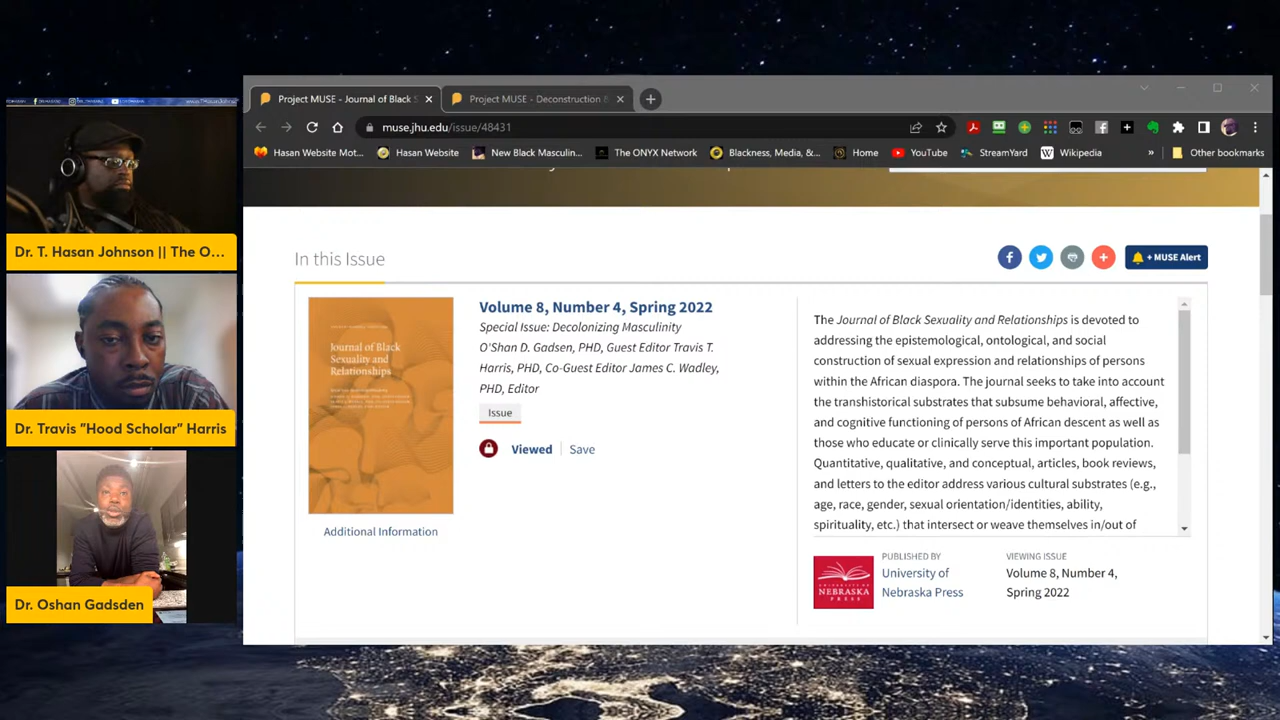 Project MUSE - Journal of Black S
Project MUSE - Deconstruction
muse.jhu.edu/issue/48431
Hasan Website Mot...
Hasan Website
New Black Masculin...
The ONYX Network
Blackness, Media, &...
Home
YouTube
StreamYard
Wikipedia
»
Other bookmarks
Dr. T. Hasan Johnson || The O...
Dr. Travis "Hood Scholar" Harris
Dr. Oshan Gadsden
In this Issue
+ MUSE Alert
Journal of Black
Sexuality and
Relationships
Volume 8, Number 4, Spring 2022
Special Issue: Decolonizing Masculinity
O'Shan D. Gadsen, PHD, Guest Editor Travis T.
Harris, PHD, Co-Guest Editor James C. Wadley,
PHD, Editor
Issue
Viewed
Save
Additional Information
The Journal of Black Sexuality and Relationships is devoted to
addressing the epistemological, ontological, and social
construction of sexual expression and relationships of persons
within the African diaspora. The journal seeks to take into account
the transhistorical substrates that subsume behavioral, affective,
and cognitive functioning of persons of African descent as well as
those who educate or clinically serve this important population.
Quantitative, qualitative, and conceptual, articles, book reviews,
and letters to the editor address various cultural substrates (e.g.,
age, race, gender, sexual orientation/identities, ability,
spirituality, etc.) that intersect or weave themselves in/out of
UNIVERSITY OF
NEBRASKA
PRESS
PUBLISHED BY
University of
Nebraska Press
VIEWING ISSUE
Volume 8, Number 4,
Spring 2022